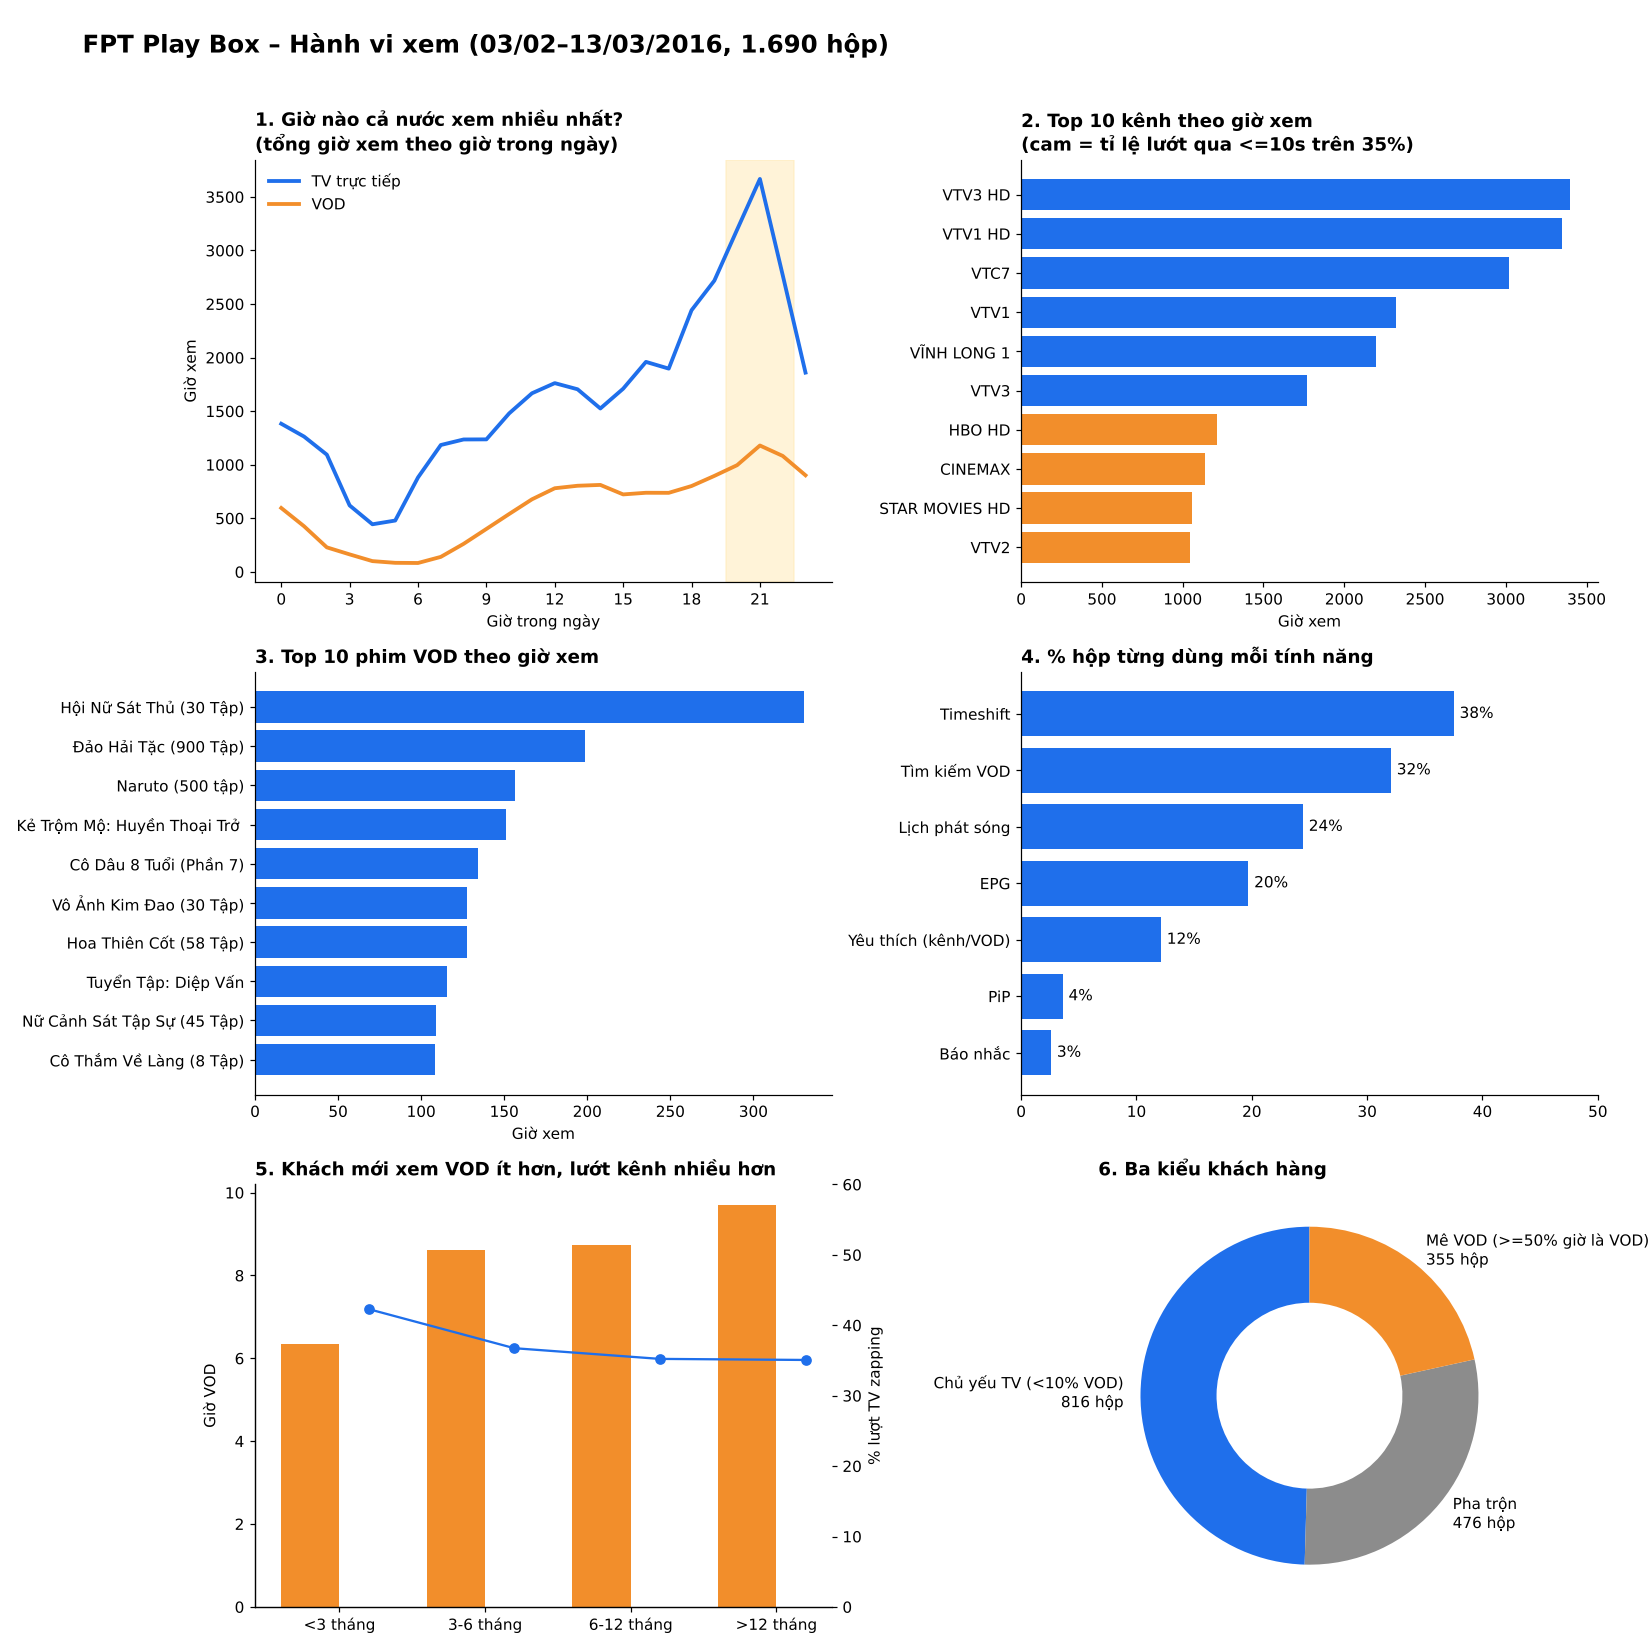 FPT Play Box – Hành vi xem (03/02–13/03/2016, 1.690 hộp)
1. Giờ nào cả nước xem nhiều nhất?
(tổng giờ xem theo giờ trong ngày)
TV trực tiếp
VOD
Giờ xem
3500
3000
2500
2000
1500
1000
500
0
0 3 6 9 12 15 18 21
Giờ trong ngày
2. Top 10 kênh theo giờ xem
(cam = tỉ lệ lướt qua <=10s trên 35%)
VTV3 HD
VTV1 HD
VTC7
VTV1
VĨNH LONG 1
VTV3
HBO HD
CINEMAX
STAR MOVIES HD
VTV2
0 500 1000 1500 2000 2500 3000 3500
Giờ xem
3. Top 10 phim VOD theo giờ xem
Hội Nữ Sát Thủ (30 Tập)
Đảo Hải Tặc (900 Tập)
Naruto (500 tập)
Kẻ Trộm Mộ: Huyền Thoại Trở
Cô Dâu 8 Tuổi (Phần 7)
Vô Ảnh Kim Đao (30 Tập)
Hoa Thiên Cốt (58 Tập)
Tuyển Tập: Diệp Vấn
Nữ Cảnh Sát Tập Sự (45 Tập)
Cô Thắm Về Làng (8 Tập)
0 50 100 150 200 250 300
Giờ xem
4. % hộp từng dùng mỗi tính năng
Timeshift 38%
Tìm kiếm VOD 32%
Lịch phát sóng 24%
EPG 20%
Yêu thích (kênh/VOD) 12%
PiP 4%
Báo nhắc 3%
0 10 20 30 40 50
5. Khách mới xem VOD ít hơn, lướt kênh nhiều hơn
Giờ VOD
10
8
6
4
2
0
<3 tháng 3-6 tháng 6-12 tháng >12 tháng
60
50
40
30
20
10
0
% lượt TV zapping
6. Ba kiểu khách hàng
Mê VOD (>=50% giờ là VOD)
355 hộp
Chủ yếu TV (<10% VOD)
816 hộp
Pha trộn
476 hộp